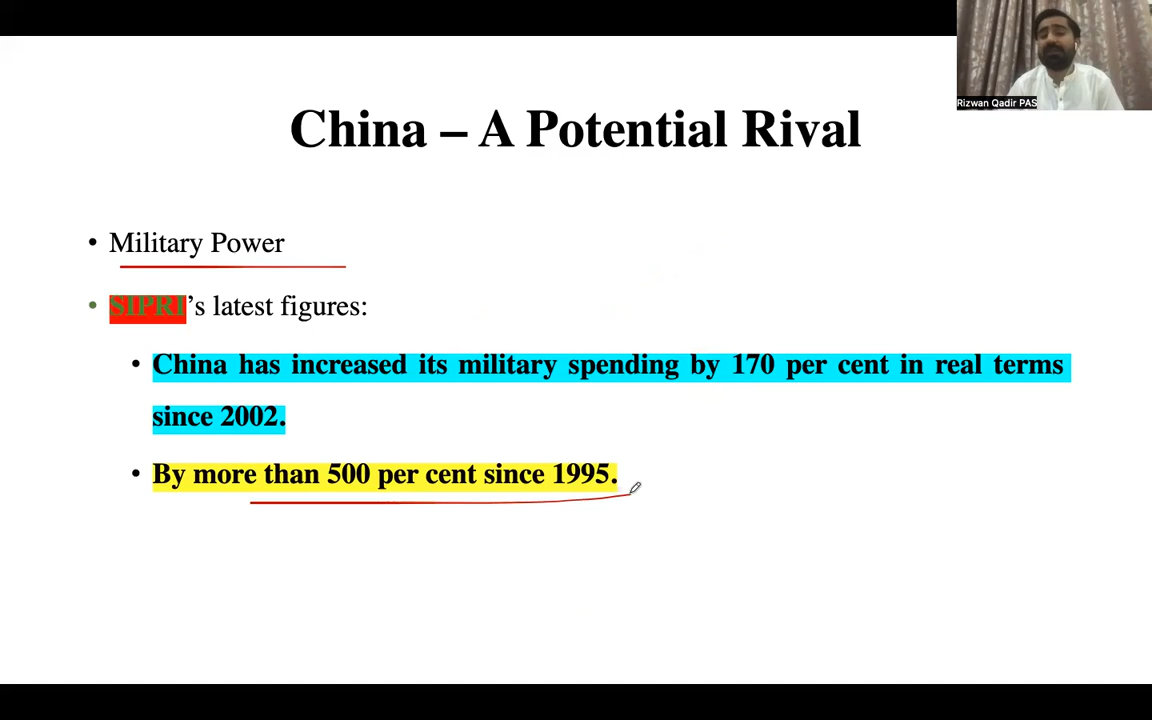 Rizwan Qadir PAS
China – A Potential Rival
• Military Power
• SIPRI’s latest figures:
• China has increased its military spending by 170 per cent in real terms
since 2002.
• By more than 500 per cent since 1995.